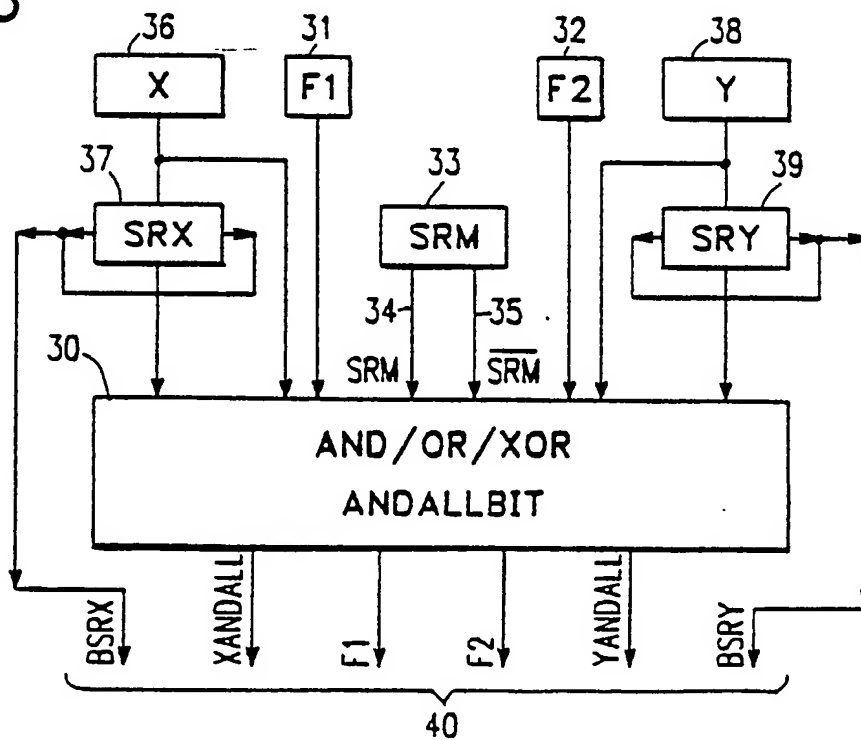 36 31 32 38
X F1 F2 Y
37 33 39
SRX SRM SRY
34 35
30 SRM S̅R̅M̅
AND/OR/XOR
ANDALLBIT
BSRX XANDALL F1 F2 YANDALL BSRY
40